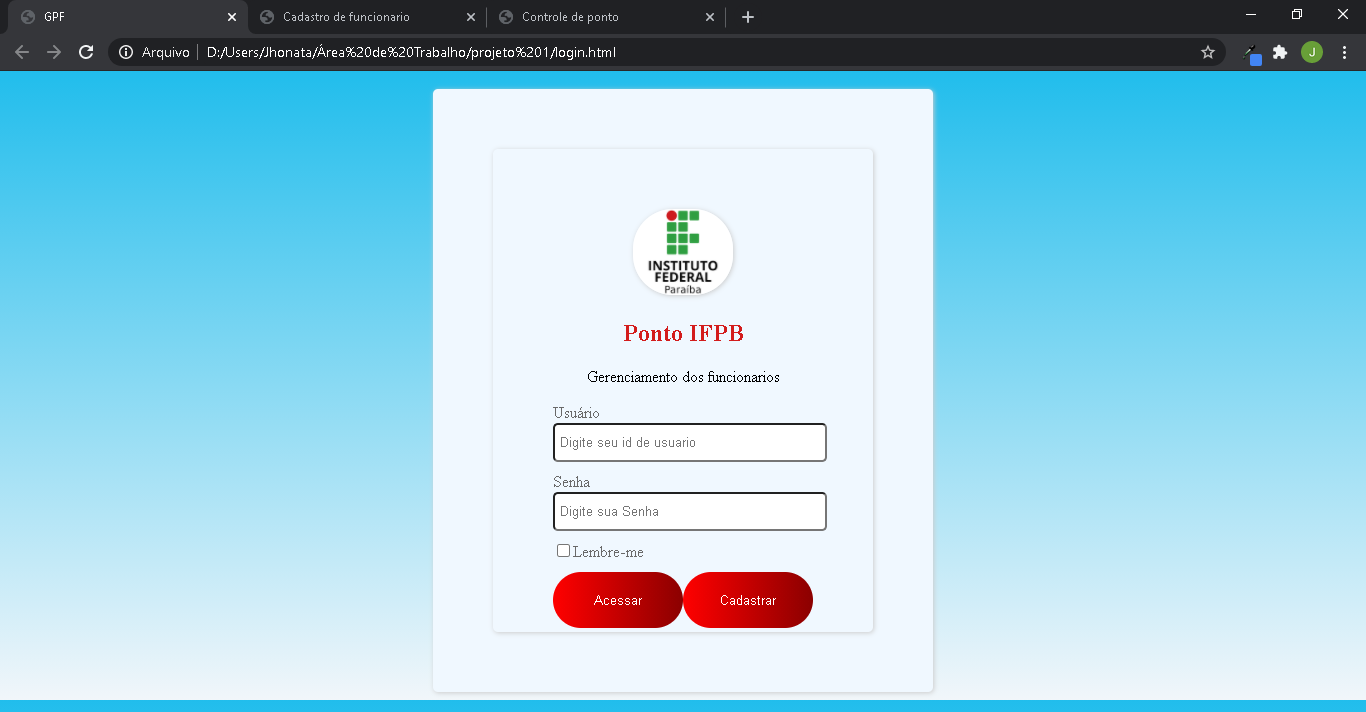 GPF
Cadastro de funcionario
Controle de ponto
Arquivo
D:/Users/Jhonata/Área%20de%20Trabalho/projeto%201/login.html
J
INSTITUTO
FEDERAL
Paraíba
Ponto IFPB
Gerenciamento dos funcionarios
Usuário
Digite seu id de usuario
Senha
Digite sua Senha
Lembre-me
Acessar
Cadastrar